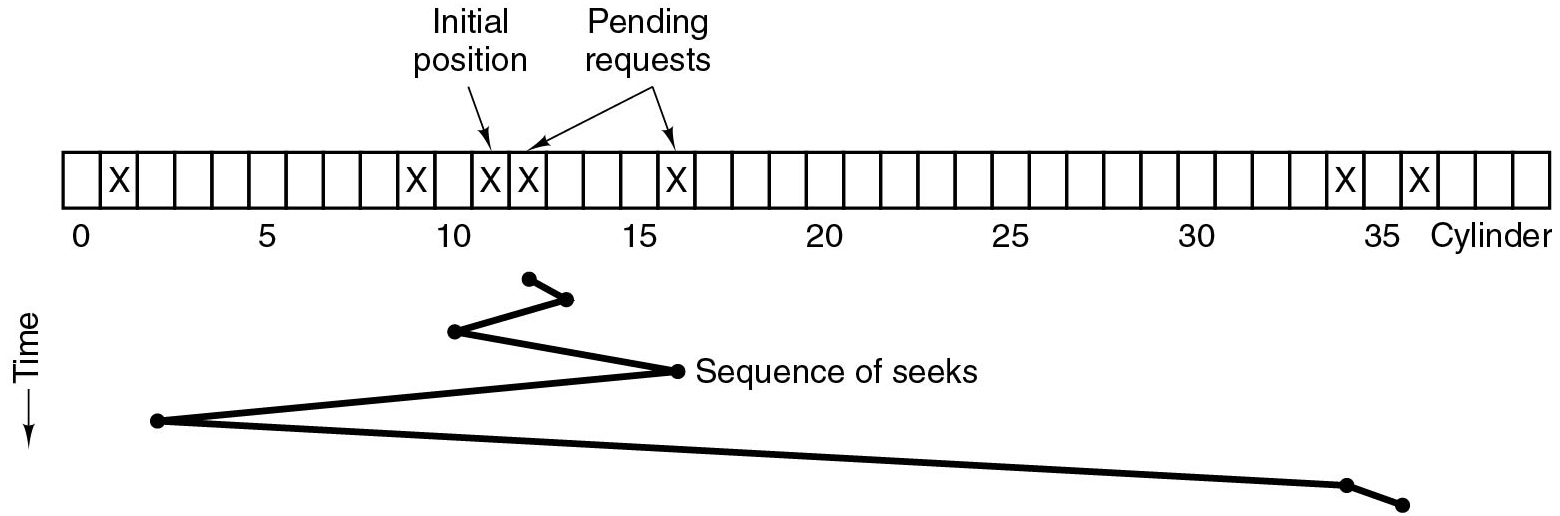 Initial
position
Pending
requests
X X X X X X X
0 5 10 15 20 25 30 35 Cylinder
Time
Sequence of seeks